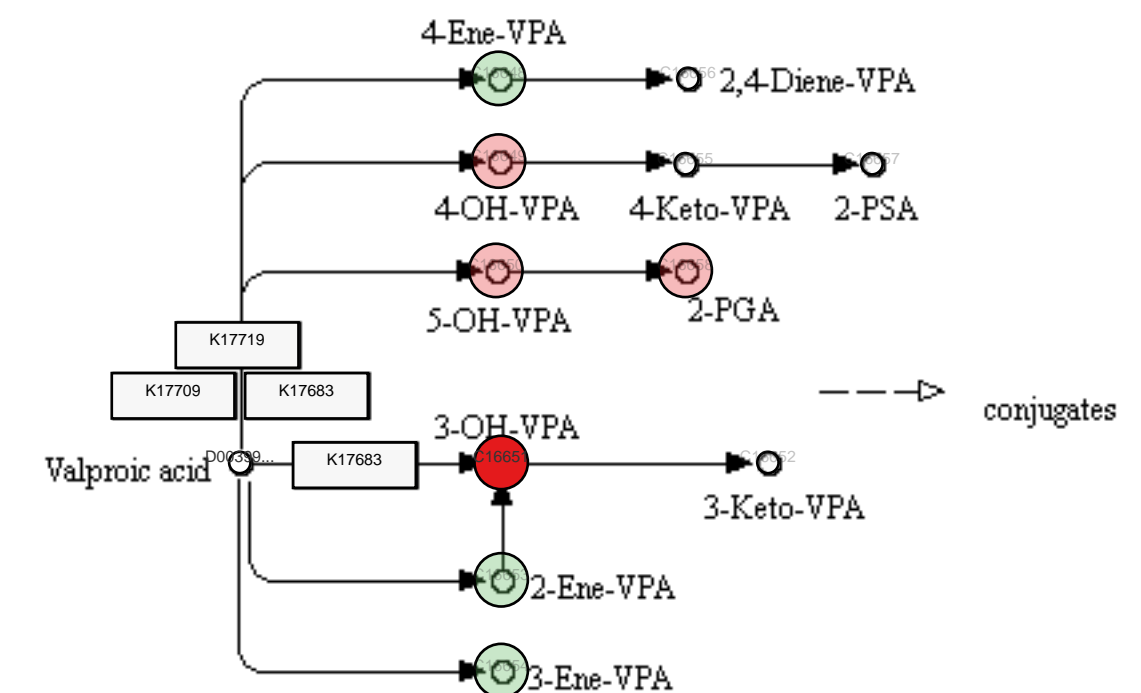 4-Ene-VPA
2,4-Diene-VPA
4-OH-VPA
4-Keto-VPA
2-PSA
5-OH-VPA
2-PGA
K17719
K17709
K17683
conjugates
3-OH-VPA
Valproic acid
D00399...
K17683
C16651
3-Keto-VPA
2-Ene-VPA
3-Ene-VPA